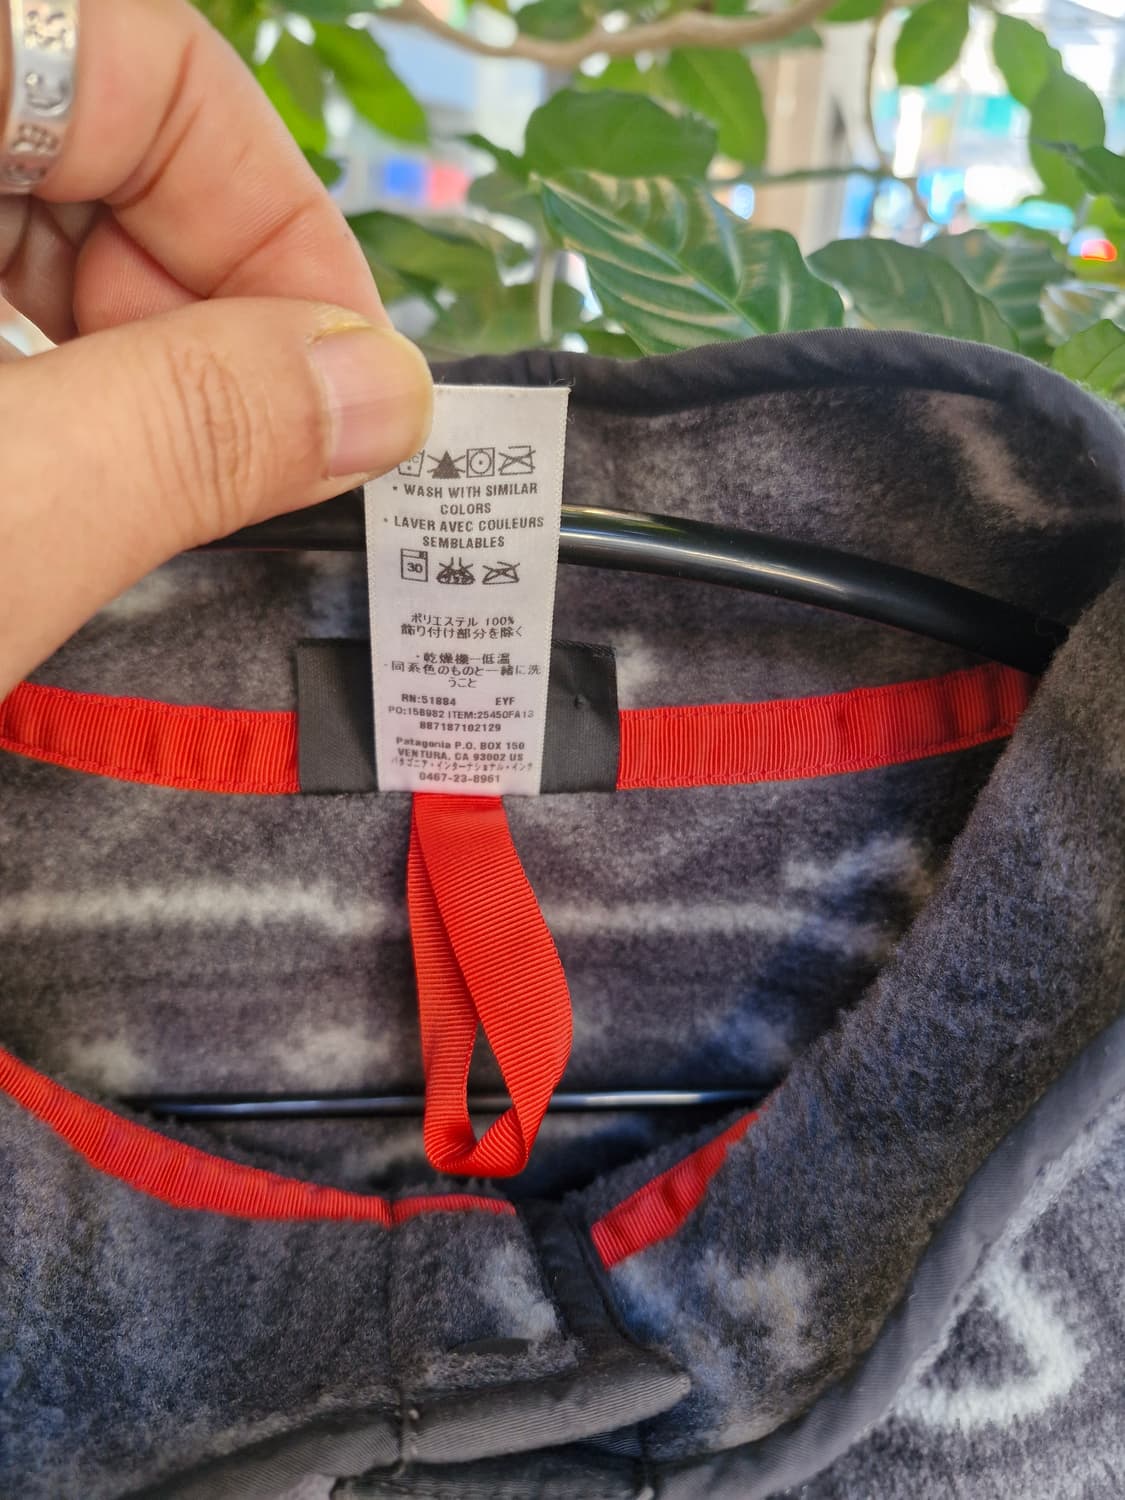 * WASH WITH SIMILAR
COLORS
* LAVER AVEC COULEURS
SEMBLABLES
30
ポリエステル 100%
飾り付け部分を除く
・乾燥機―低温
・同系色のものと一緒に洗
うこと
RN:51884 EYF
PO:158982 ITEM:25450FA13
887187102129
Patagonia P.O. BOX 150
VENTURA, CA 93002 US
パタゴニア・インターナショナル・インク
0467-23-8961